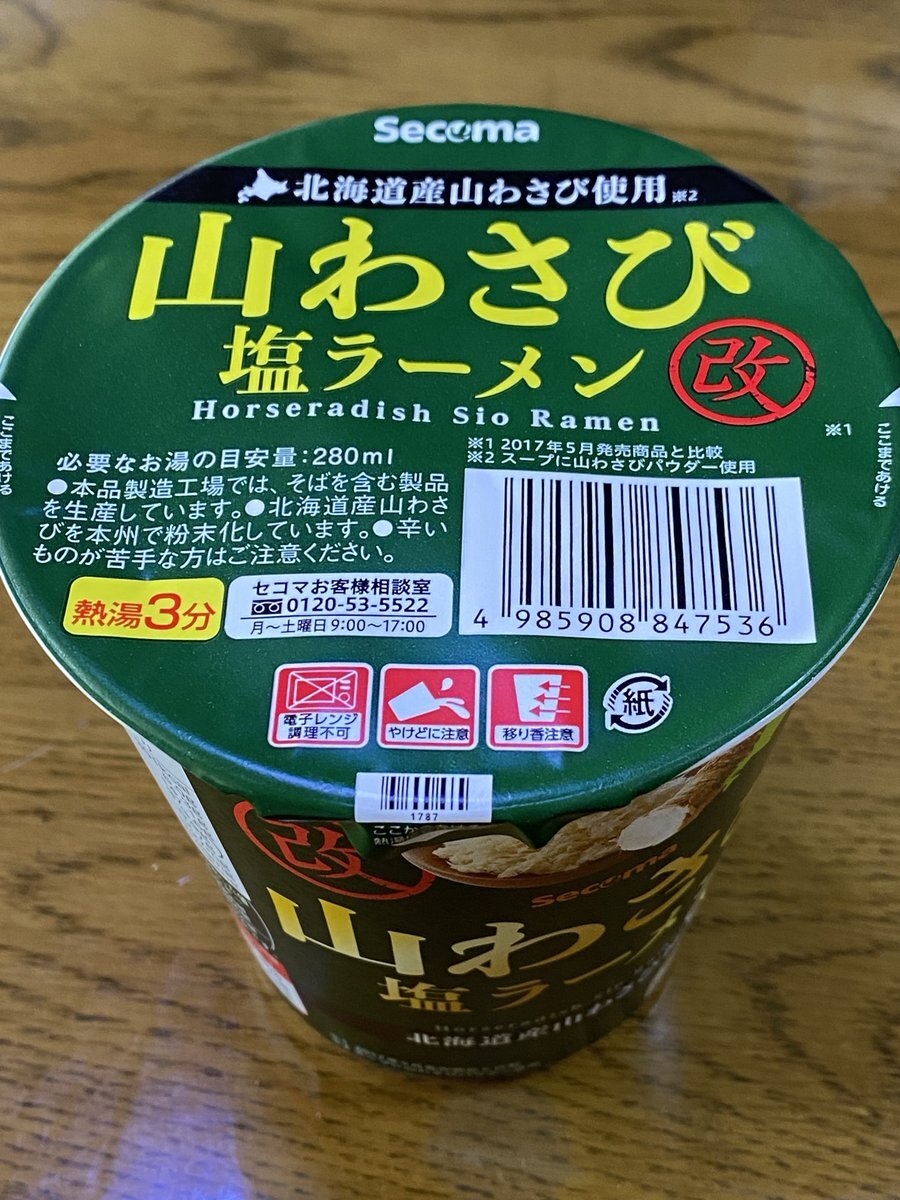 Secoma
北海道産山わさび使用※2
山わさび
塩ラーメン
改
※1
Horseradish Sio Ramen
※1 2017年5月発売商品と比較
※2 スープに山わさびパウダー使用
必要なお湯の目安量：280ml
●本品製造工場では、そばを含む製品
を生産しています。●北海道産山わさ
びを本州で粉末化しています。●辛い
ものが苦手な方はご注意ください。
ここまであける
ここまであける
熱湯3分
セコマお客様相談室
0120-53-5522
月〜土曜日9:00〜17:00
4 985908 847536
電子レンジ
調理不可
やけどに注意
移り香注意
紙
1787
改
Secoma
山わさ
塩ラーメ
Horseradish Sio
北海道産山わさ